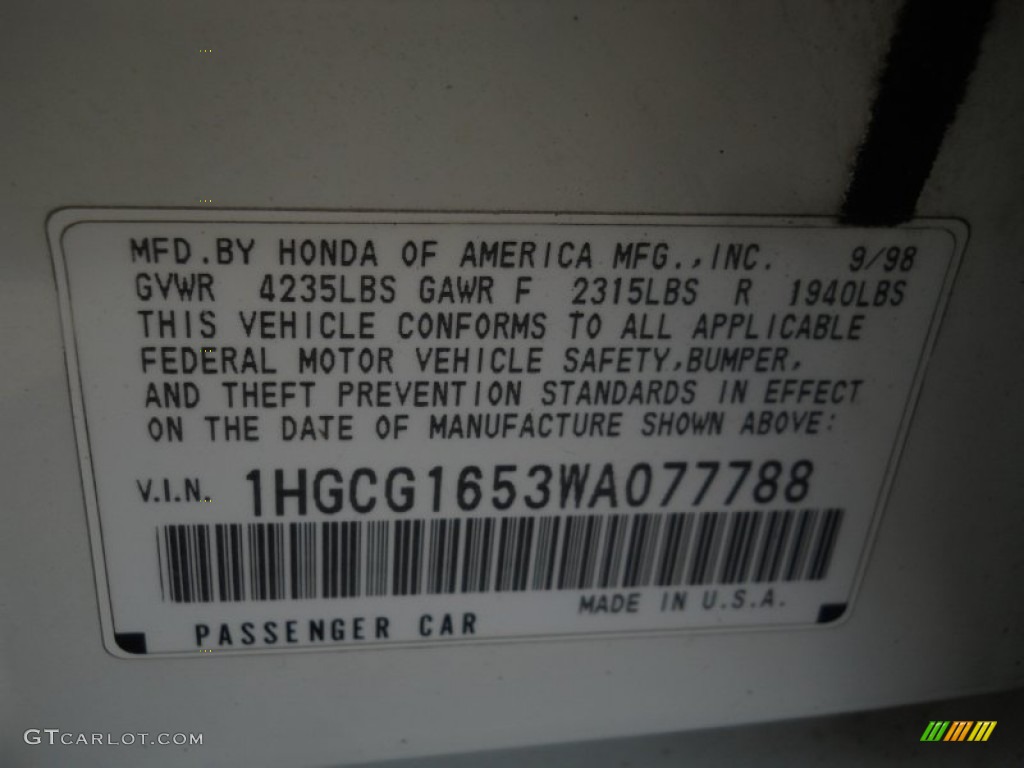 MFD.BY HONDA OF AMERICA MFG.,INC. 9/98
GVWR 4235LBS GAWR F 2315LBS R 1940LBS
THIS VEHICLE CONFORMS TO ALL APPLICABLE
FEDERAL MOTOR VEHICLE SAFETY,BUMPER,
AND THEFT PREVENTION STANDARDS IN EFFECT
ON THE DATE OF MANUFACTURE SHOWN ABOVE:
V.I.N. 1HGCG1653WA077788
MADE IN U.S.A.
PASSENGER CAR
GTCARLOT.COM